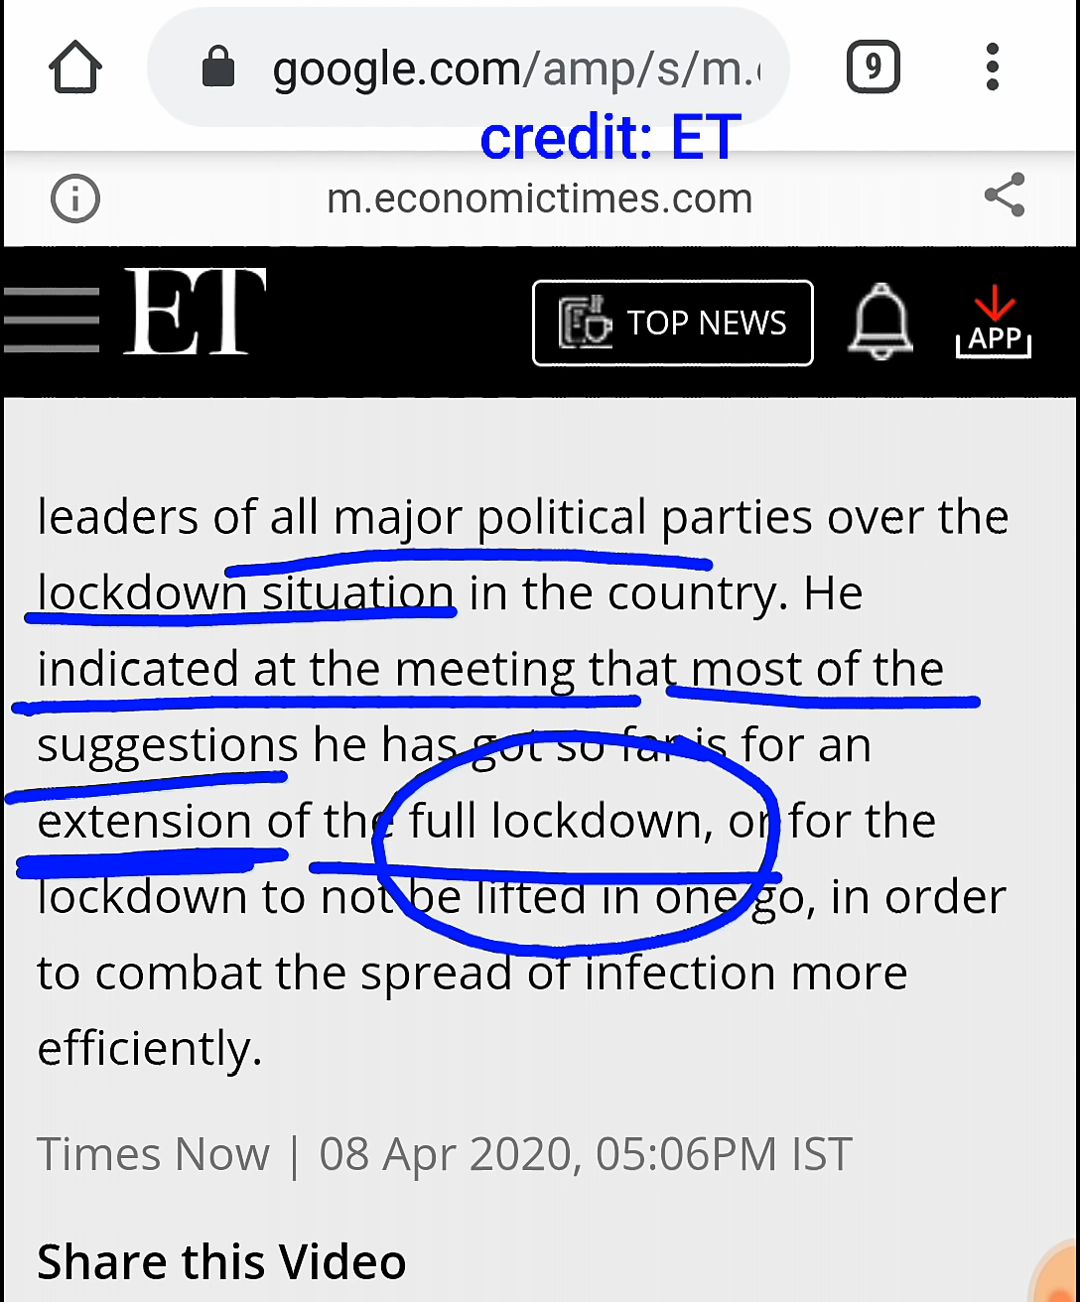 google.com/amp/s/m.
9
credit: ET
m.economictimes.com
ET
TOP NEWS
APP
leaders of all major political parties over the
lockdown situation in the country. He
indicated at the meeting that most of the
suggestions he has got so far is for an
extension of the full lockdown, or for the
lockdown to not be lifted in one go, in order
to combat the spread of infection more
efficiently.
Times Now | 08 Apr 2020, 05:06PM IST
Share this Video